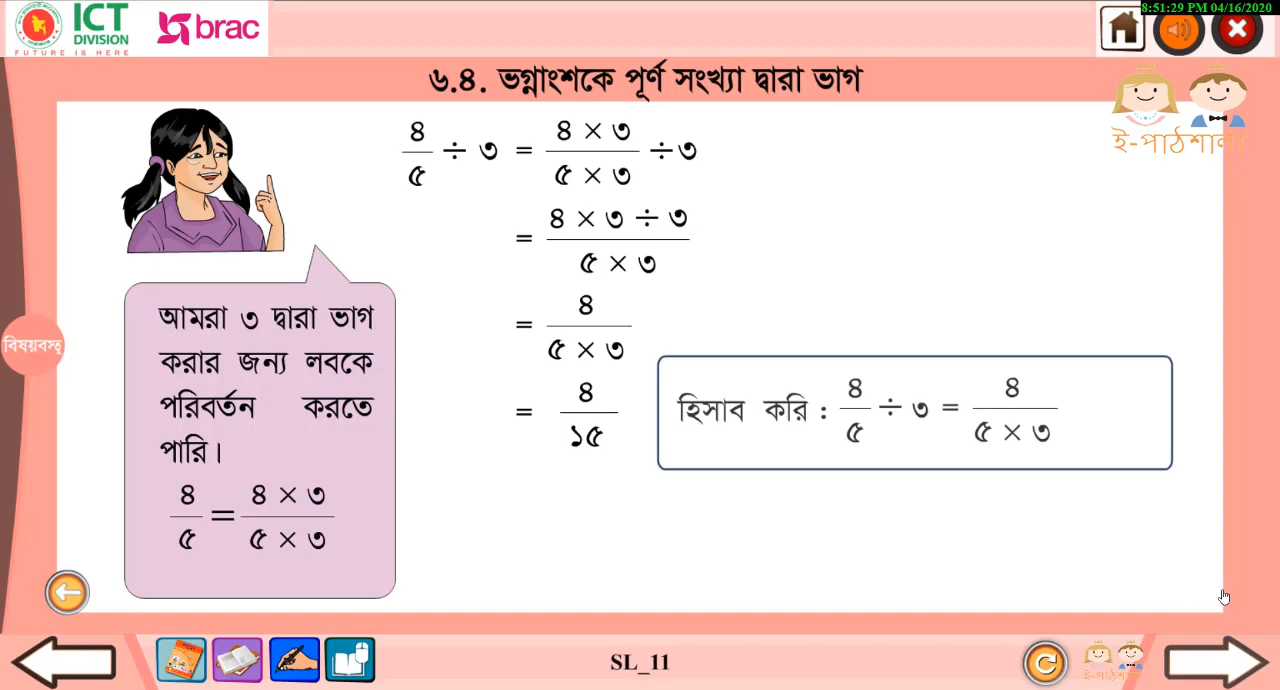 8:51:29 PM 04/16/2020
ICT
DIVISION
FUTURE IS HERE
brac
৬.৪. ভগ্নাংশকে পূর্ণ সংখ্যা দ্বারা ভাগ
ই-পাঠশালা
৪/৫ ÷ ৩ = (৪ × ৩)/(৫ × ৩) ÷ ৩
= (৪ × ৩ ÷ ৩)/(৫ × ৩)
= ৪/(৫ × ৩)
= ৪/১৫
আমরা ৩ দ্বারা ভাগ
করার জন্য লবকে
পরিবর্তন করতে
পারি।
৪/৫ = (৪ × ৩)/(৫ × ৩)
হিসাব করি : ৪/৫ ÷ ৩ = ৪/(৫ × ৩)
বিষয়বস্তু
SL_11
ই-পাঠশালা